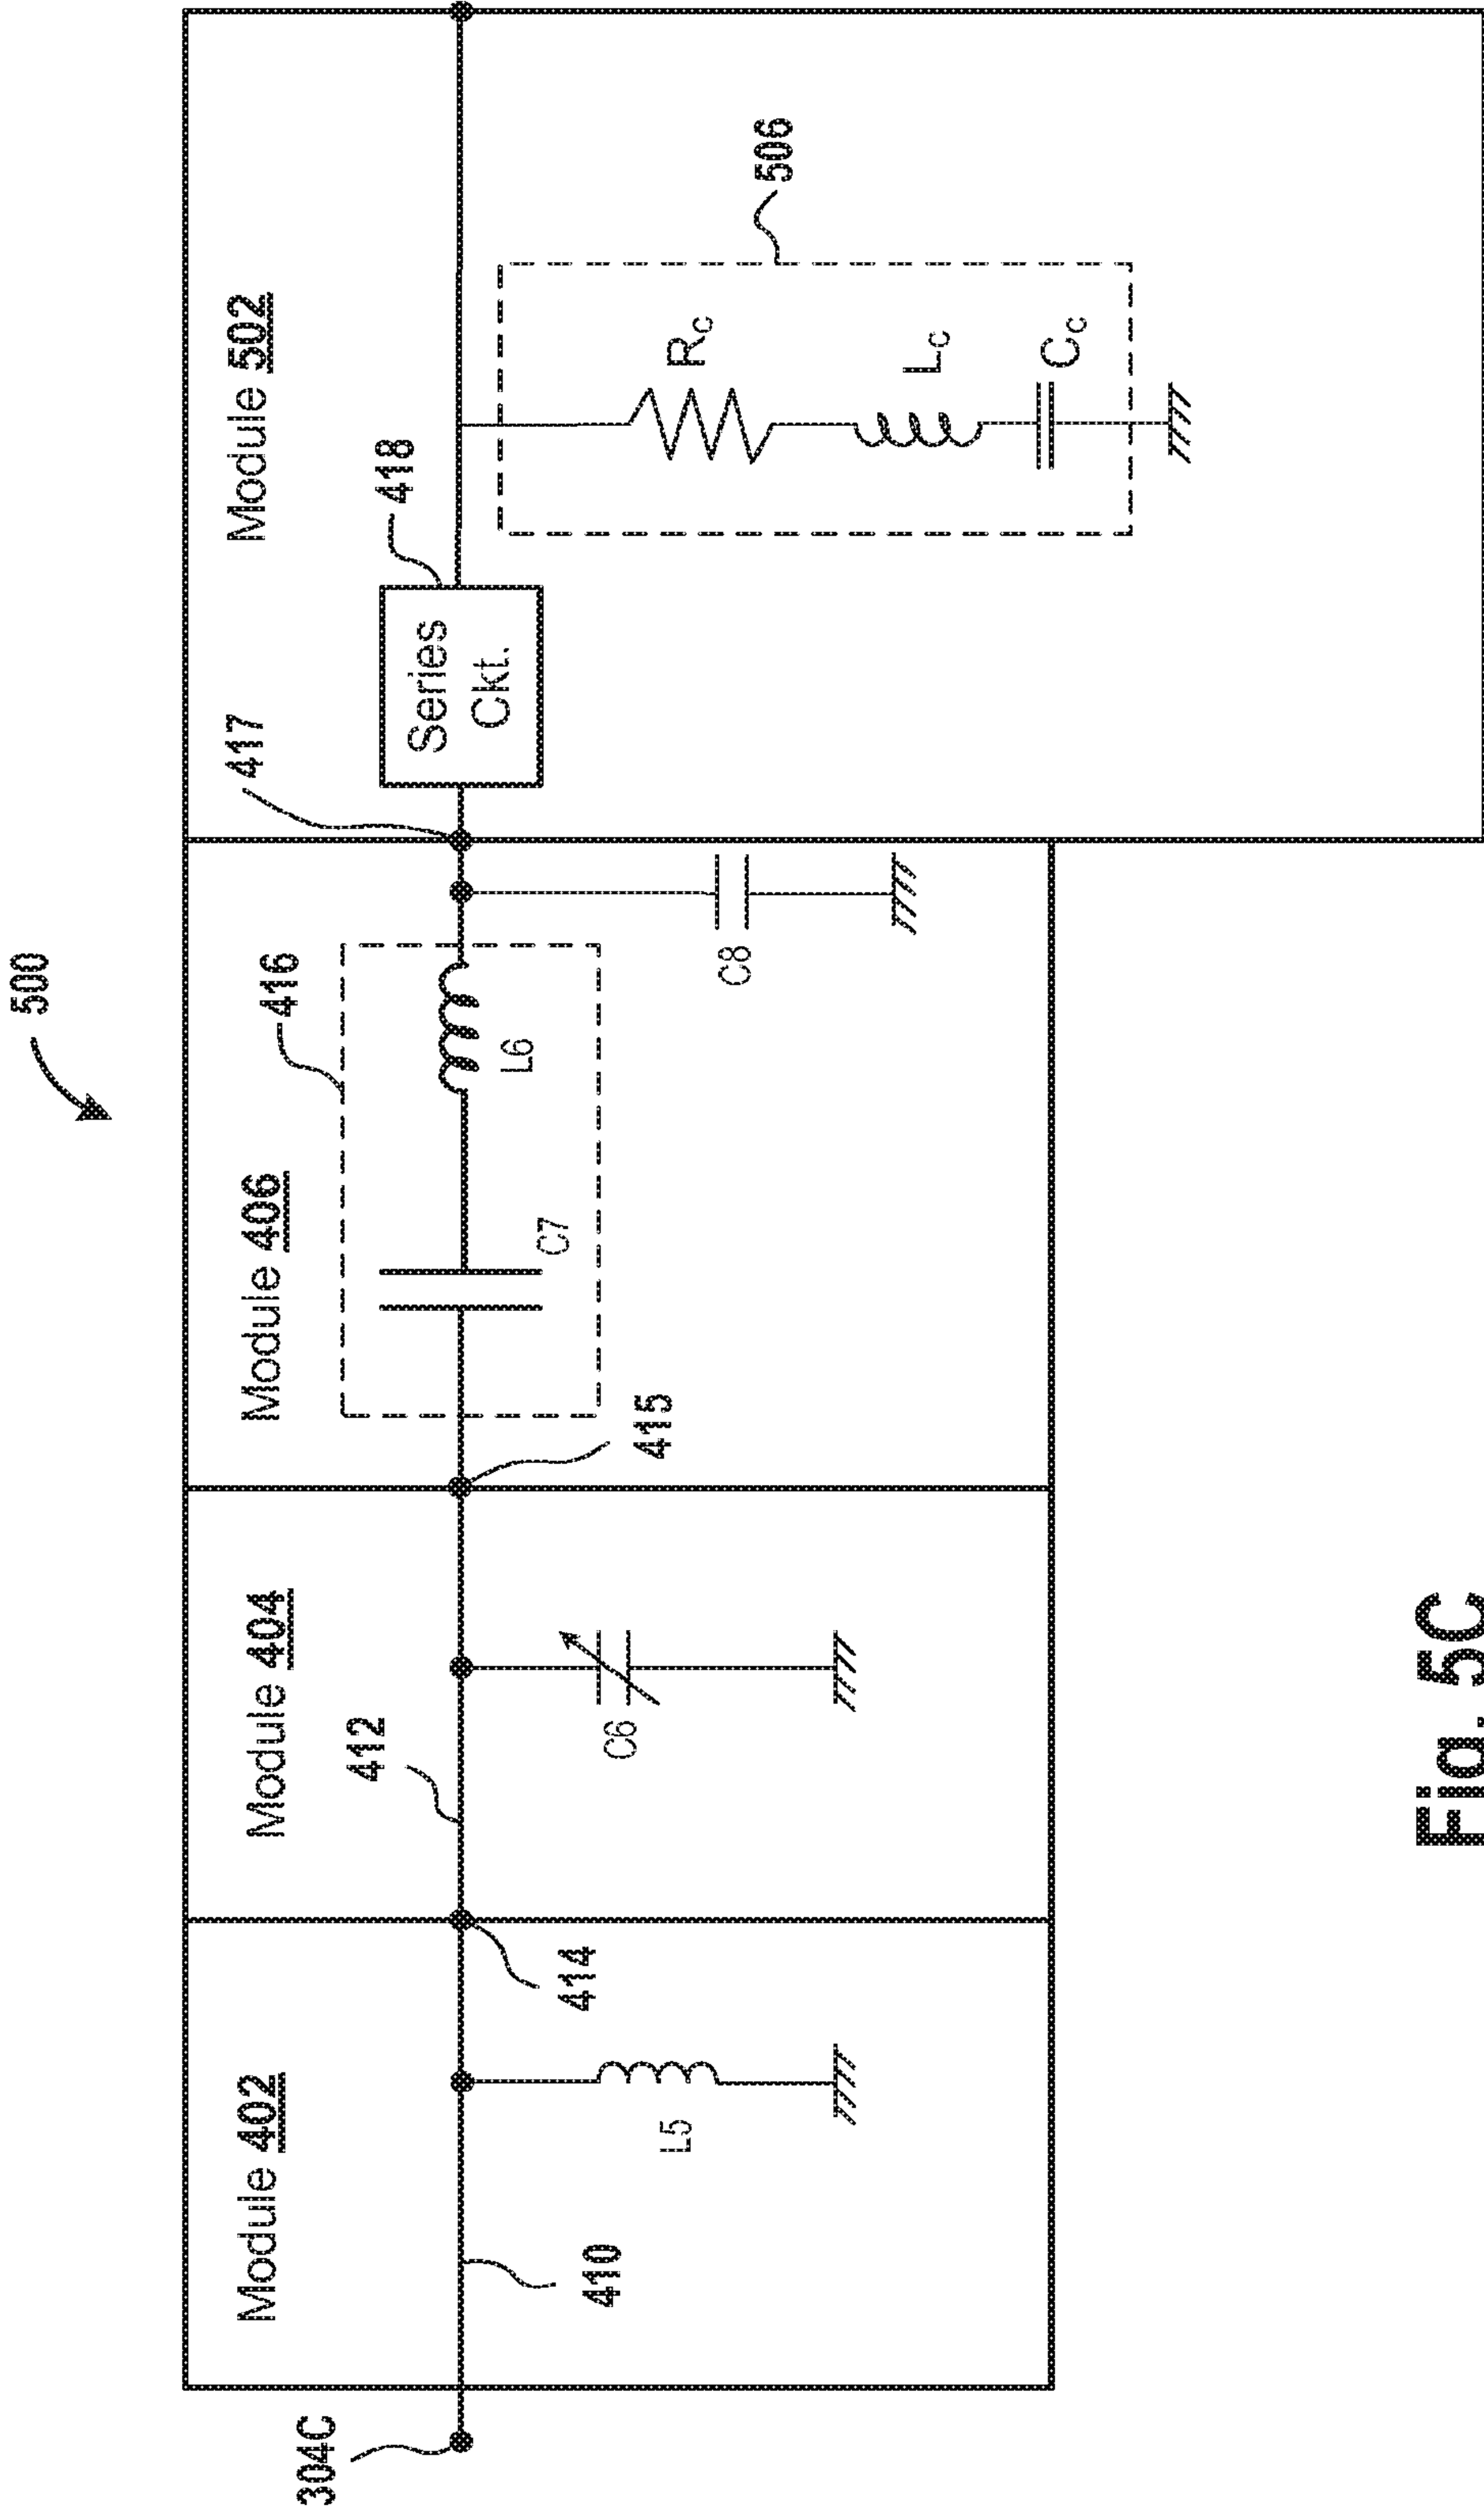 500
Module 402
Module 404
Module 406
Module 502
304C
410
L5
414
412
C6
415
416
C7
L6
C8
417
418
Series
Ckt.
506
Rc
Lc
Cc
Fig. 5C